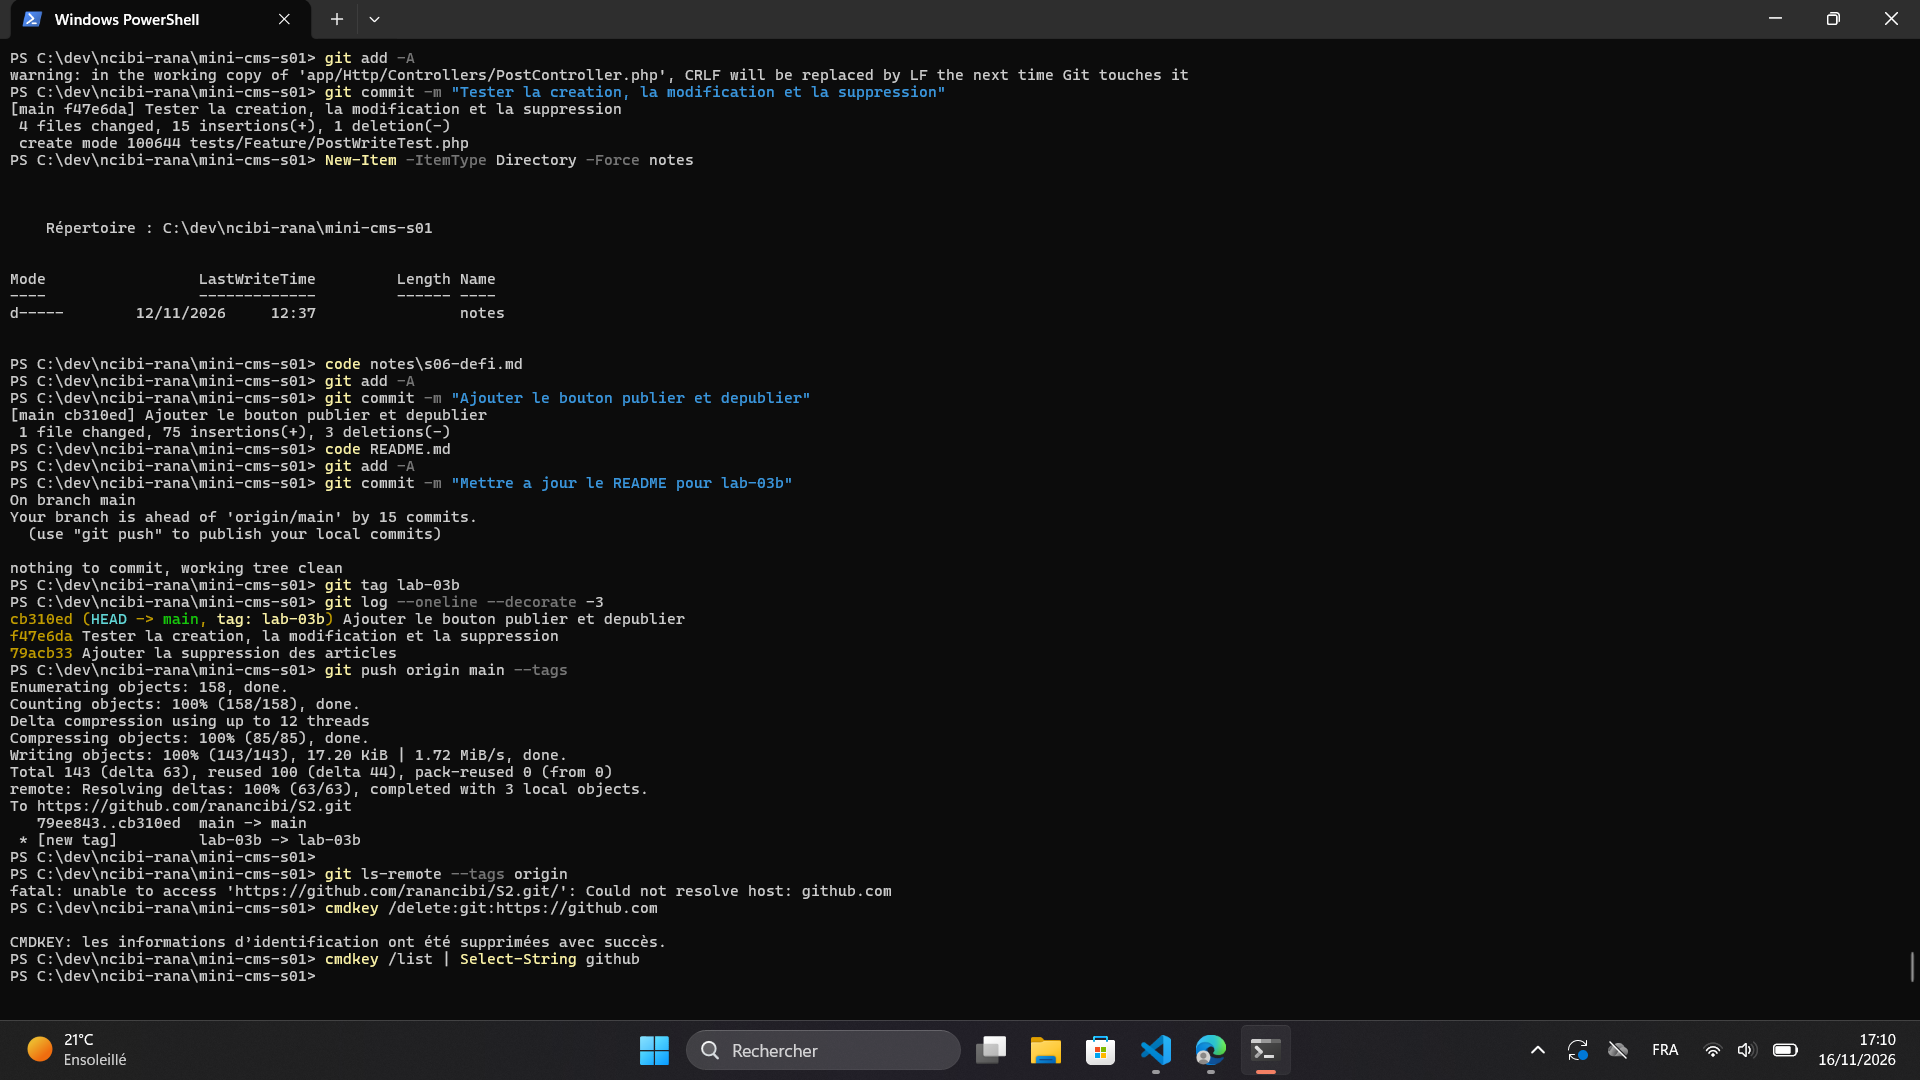 Windows PowerShell
PS C:\dev\ncibi-rana\mini-cms-s01> git add -A
warning: in the working copy of 'app/Http/Controllers/PostController.php', CRLF will be replaced by LF the next time Git touches it
PS C:\dev\ncibi-rana\mini-cms-s01> git commit -m "Tester la creation, la modification et la suppression"
[main f47e6da] Tester la creation, la modification et la suppression
 4 files changed, 15 insertions(+), 1 deletion(-)
 create mode 100644 tests/Feature/PostWriteTest.php
PS C:\dev\ncibi-rana\mini-cms-s01> New-Item -ItemType Directory -Force notes
    Répertoire : C:\dev\ncibi-rana\mini-cms-s01
Mode                 LastWriteTime         Length Name
----                 -------------         ------ ----
d-----        12/11/2026     12:37                notes
PS C:\dev\ncibi-rana\mini-cms-s01> code notes\s06-defi.md
PS C:\dev\ncibi-rana\mini-cms-s01> git add -A
PS C:\dev\ncibi-rana\mini-cms-s01> git commit -m "Ajouter le bouton publier et depublier"
[main cb310ed] Ajouter le bouton publier et depublier
 1 file changed, 75 insertions(+), 3 deletions(-)
PS C:\dev\ncibi-rana\mini-cms-s01> code README.md
PS C:\dev\ncibi-rana\mini-cms-s01> git add -A
PS C:\dev\ncibi-rana\mini-cms-s01> git commit -m "Mettre a jour le README pour lab-03b"
On branch main
Your branch is ahead of 'origin/main' by 15 commits.
  (use "git push" to publish your local commits)
nothing to commit, working tree clean
PS C:\dev\ncibi-rana\mini-cms-s01> git tag lab-03b
PS C:\dev\ncibi-rana\mini-cms-s01> git log --oneline --decorate -3
cb310ed (HEAD -> main, tag: lab-03b) Ajouter le bouton publier et depublier
f47e6da Tester la creation, la modification et la suppression
79acb33 Ajouter la suppression des articles
PS C:\dev\ncibi-rana\mini-cms-s01> git push origin main --tags
Enumerating objects: 158, done.
Counting objects: 100% (158/158), done.
Delta compression using up to 12 threads
Compressing objects: 100% (85/85), done.
Writing objects: 100% (143/143), 17.20 KiB | 1.72 MiB/s, done.
Total 143 (delta 63), reused 100 (delta 44), pack-reused 0 (from 0)
remote: Resolving deltas: 100% (63/63), completed with 3 local objects.
To https://github.com/ranancibi/S2.git
   79ee843..cb310ed  main -> main
 * [new tag]         lab-03b -> lab-03b
PS C:\dev\ncibi-rana\mini-cms-s01>
PS C:\dev\ncibi-rana\mini-cms-s01> git ls-remote --tags origin
fatal: unable to access 'https://github.com/ranancibi/S2.git/': Could not resolve host: github.com
PS C:\dev\ncibi-rana\mini-cms-s01> cmdkey /delete:git:https://github.com
CMDKEY: les informations d’identification ont été supprimées avec succès.
PS C:\dev\ncibi-rana\mini-cms-s01> cmdkey /list | Select-String github
PS C:\dev\ncibi-rana\mini-cms-s01>
21°C
Ensoleillé
Rechercher
FRA
17:10
16/11/2026